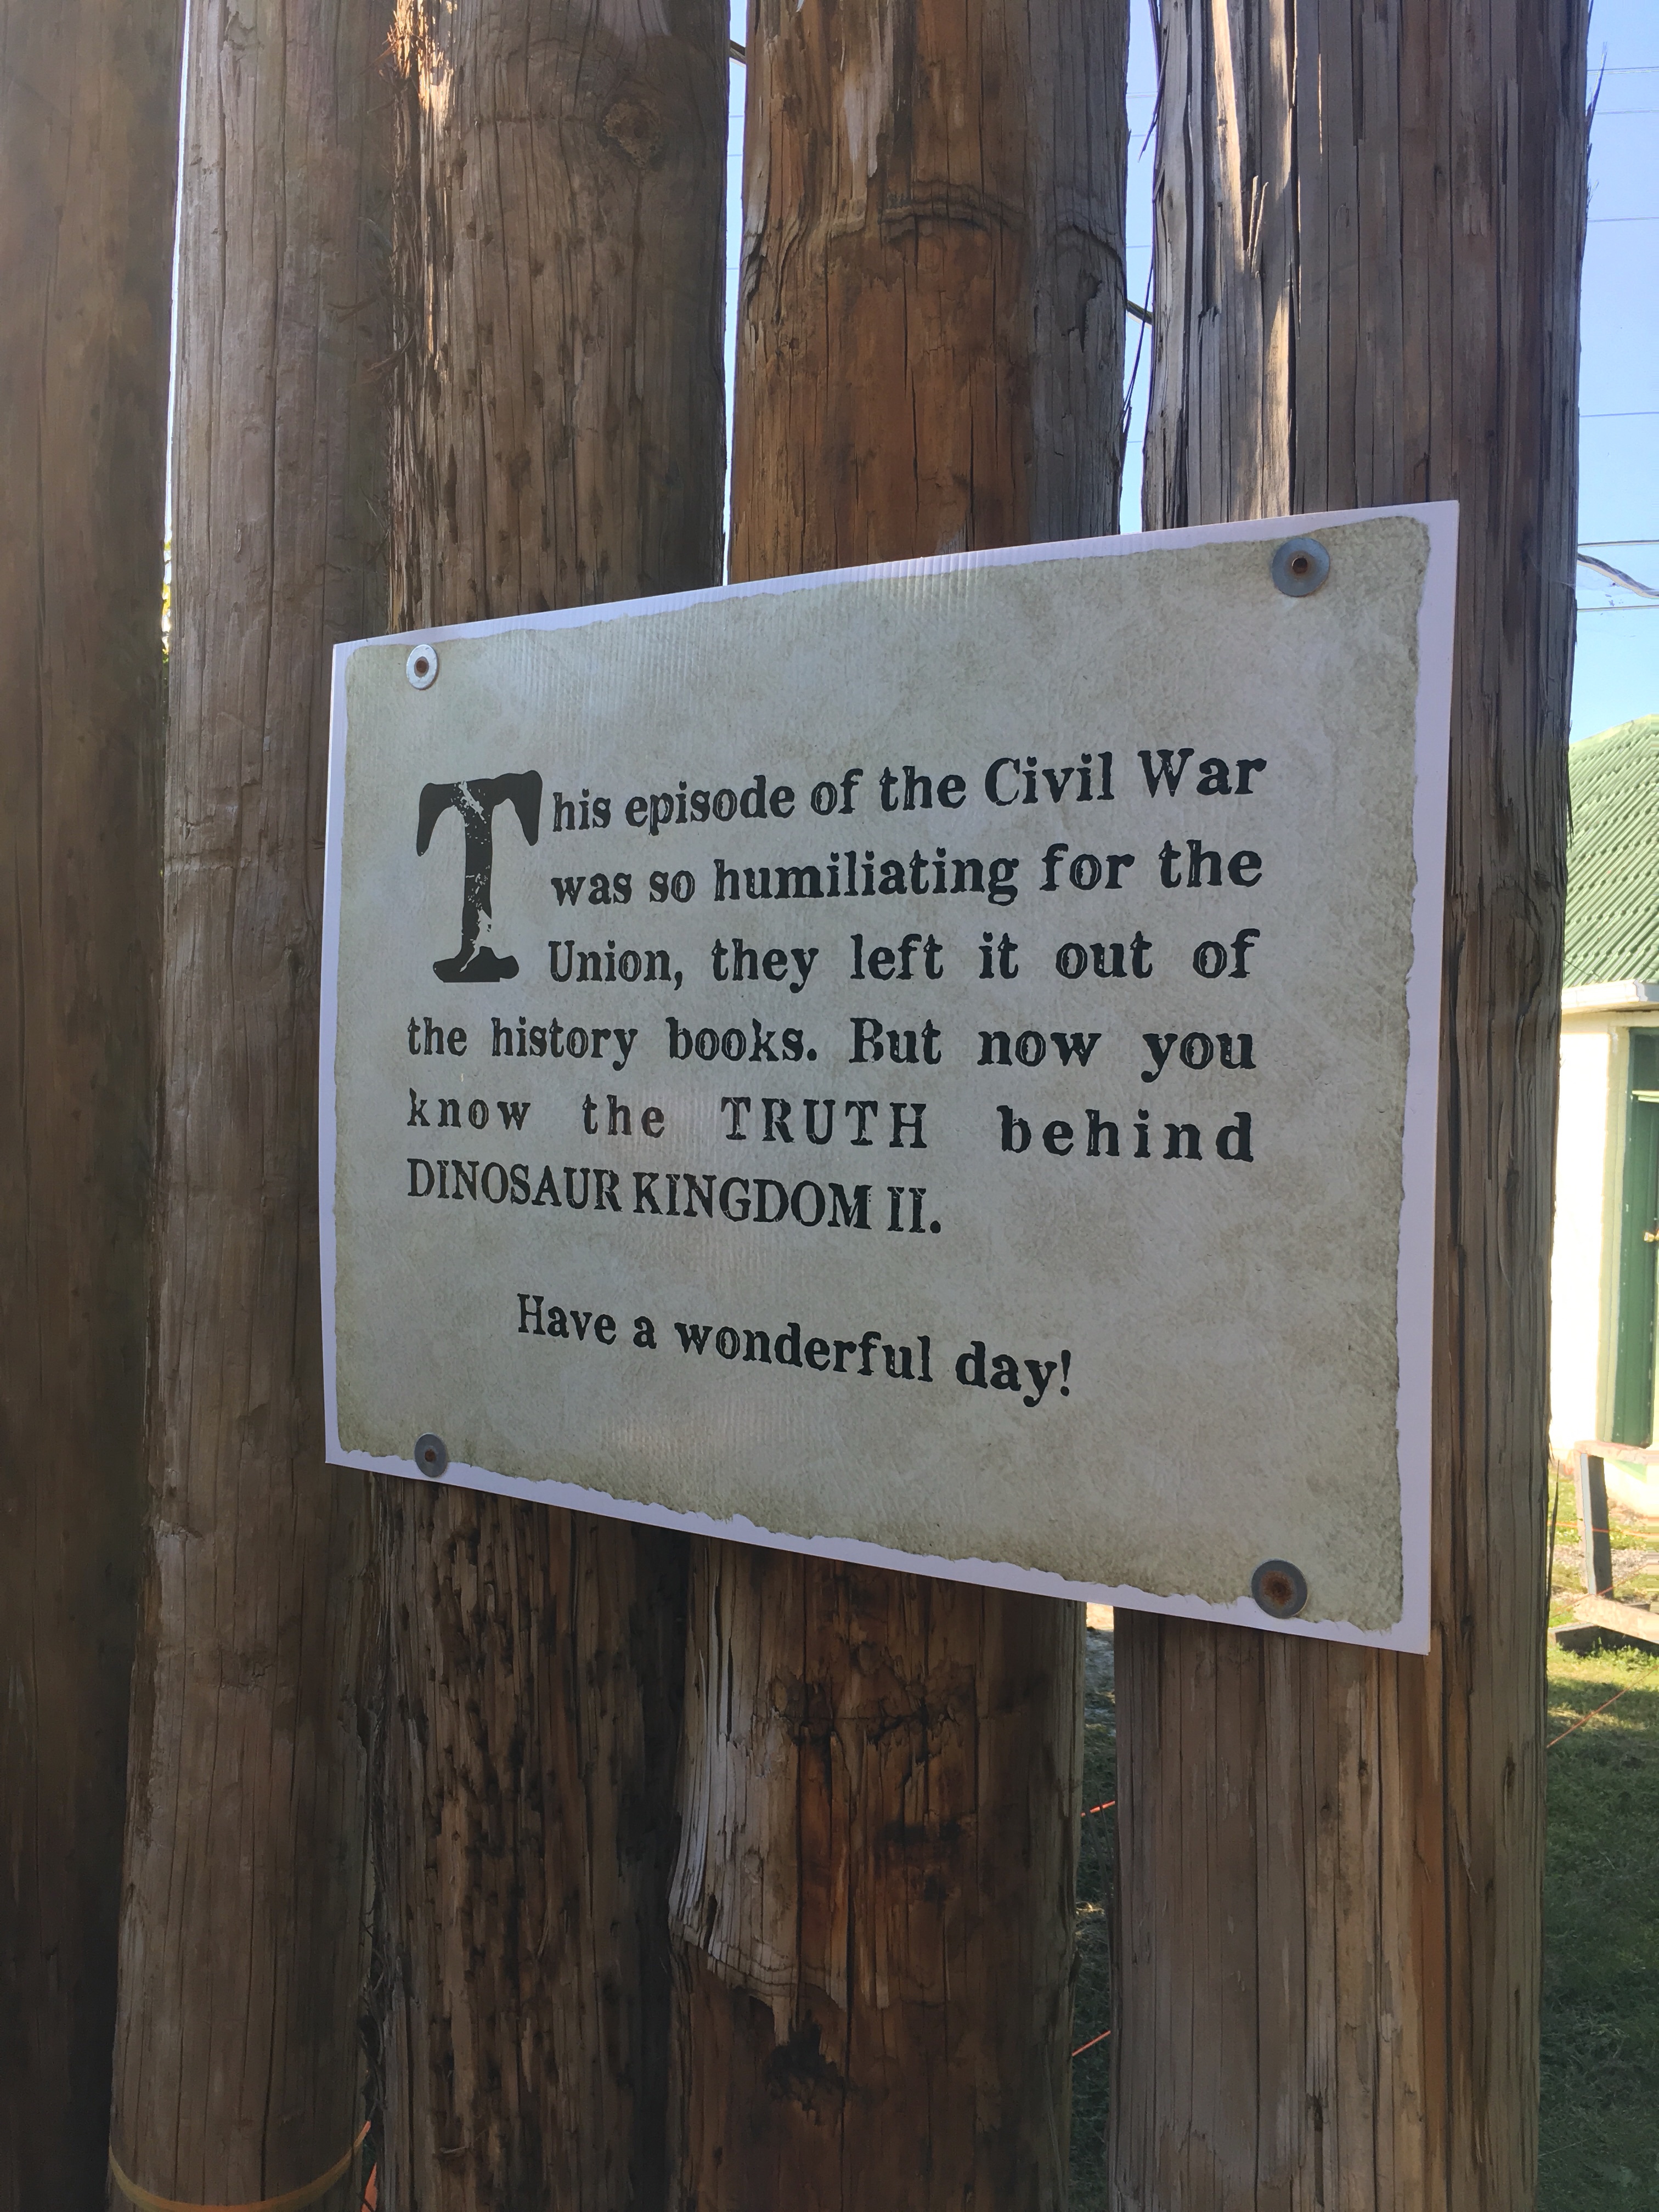 This episode of the Civil War
was so humiliating for the
Union, they left it out of
the history books. But now you
know the TRUTH behind
DINOSAUR KINGDOM II.
Have a wonderful day!